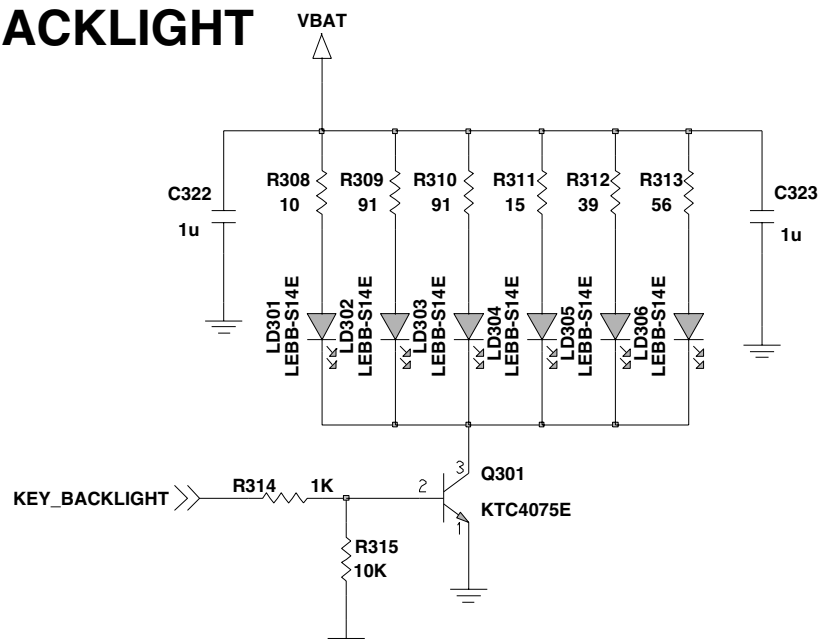 ACKLIGHT
VBAT
R308
10
R309
91
R310
91
R311
15
R312
39
R313
56
C322
1u
C323
1u
LD301
LEBB-S14E
LD302
LEBB-S14E
LD303
LEBB-S14E
LD304
LEBB-S14E
LD305
LEBB-S14E
LD306
LEBB-S14E
3
Q301
2
KTC4075E
1
KEY_BACKLIGHT
R314 1K
R315
10K